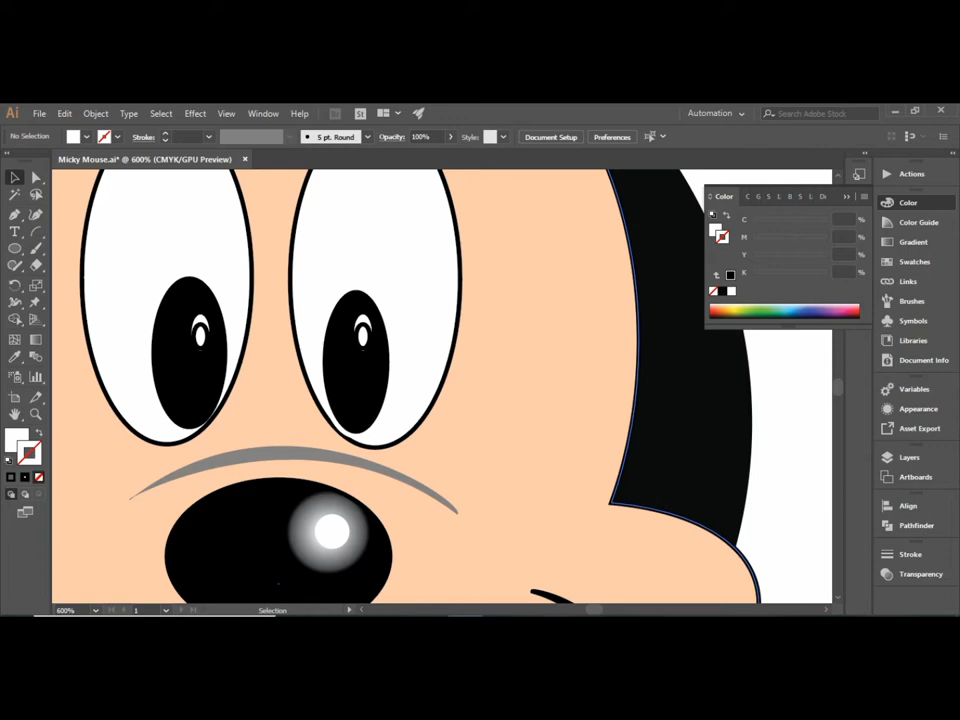 Ai File Edit Object Type Select Effect View Window Help Br St Automation Search Adobe Stock
No Selection Stroke: 5 pt. Round Opacity: 100% Style: Document Setup Preferences
Micky Mouse.ai* @ 600% (CMYK/GPU Preview) ×
Actions
Color C G S L S L
C %
M %
Y %
K %
Color
Color Guide
Gradient
Swatches
Links
Brushes
Symbols
Libraries
Document Info
Variables
Appearance
Asset Export
Layers
Artboards
Align
Pathfinder
Stroke
Transparency
600% 1 Selection